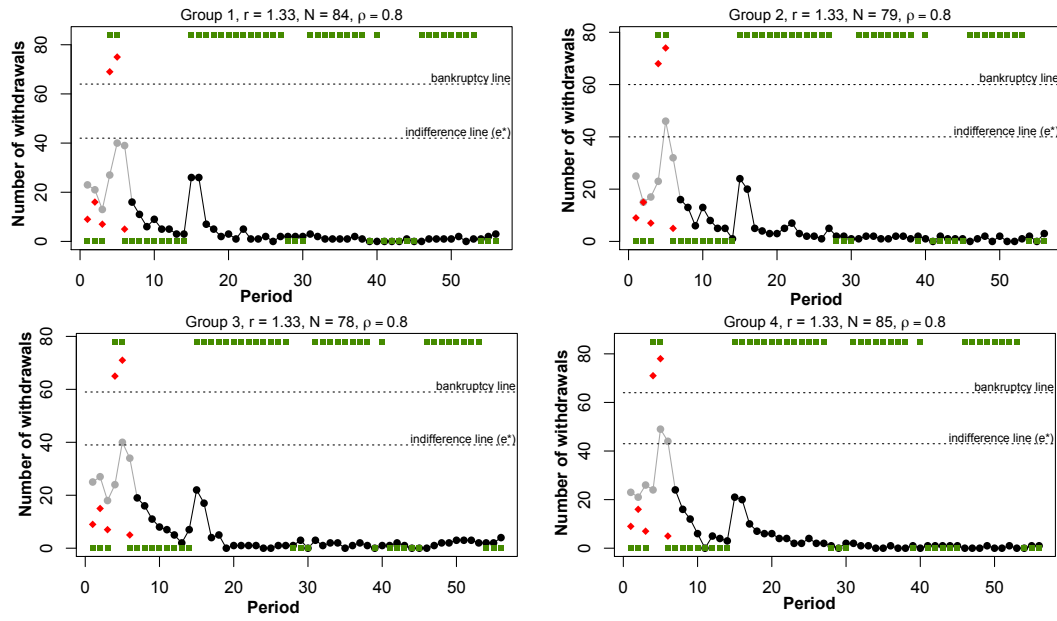 Group 1, r = 1.33, N = 84, ρ = 0.8
Number of withdrawals
80
60
40
20
0
bankruptcy line
indifference line (e*)
0 10 20 30 40 50
Period
Group 2, r = 1.33, N = 79, ρ = 0.8
Number of withdrawals
80
60
40
20
0
bankruptcy line
indifference line (e*)
0 10 20 30 40 50
Period
Group 3, r = 1.33, N = 78, ρ = 0.8
Number of withdrawals
80
60
40
20
0
bankruptcy line
indifference line (e*)
0 10 20 30 40 50
Period
Group 4, r = 1.33, N = 85, ρ = 0.8
Number of withdrawals
80
60
40
20
0
bankruptcy line
indifference line (e*)
0 10 20 30 40 50
Period